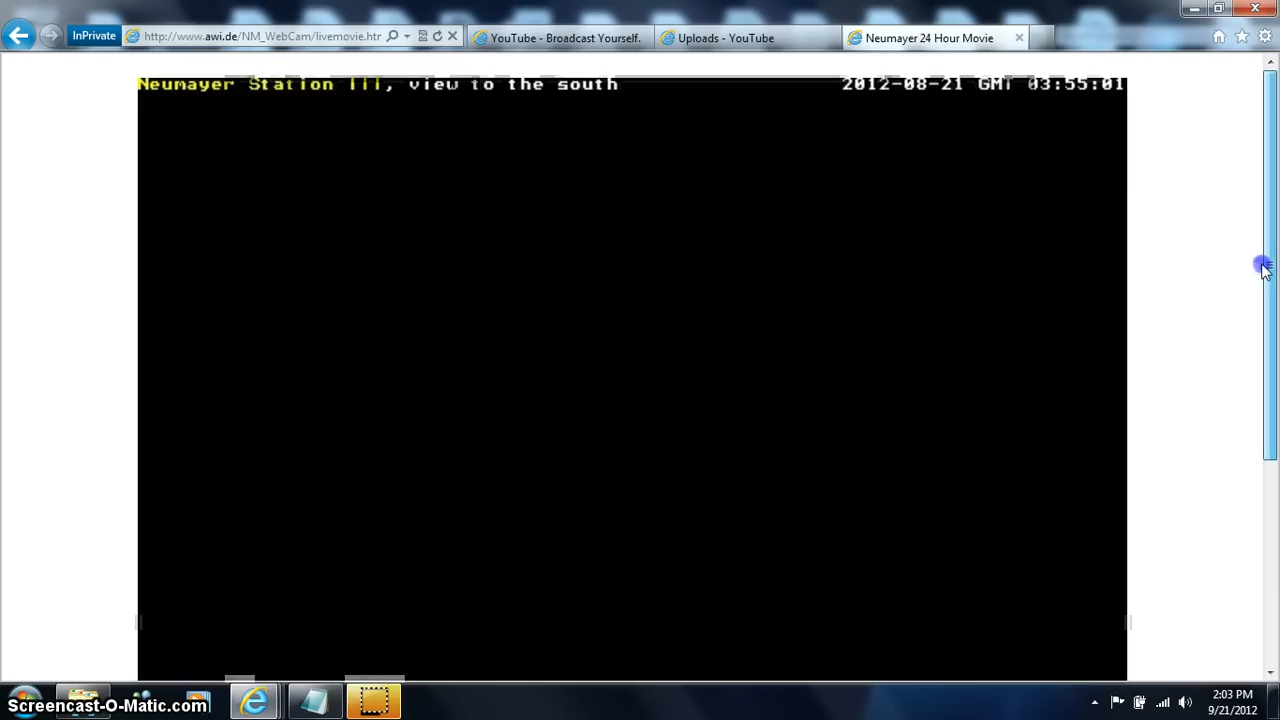 InPrivate
http://www.awi.de/NM_WebCam/livemovie.htr
YouTube - Broadcast Yourself.
Uploads - YouTube
Neumayer 24 Hour Movie
Neumayer Station III, view to the south
2012-08-21 GMT 03:55:01
Screencast-O-Matic.com
2:03 PM
9/21/2012